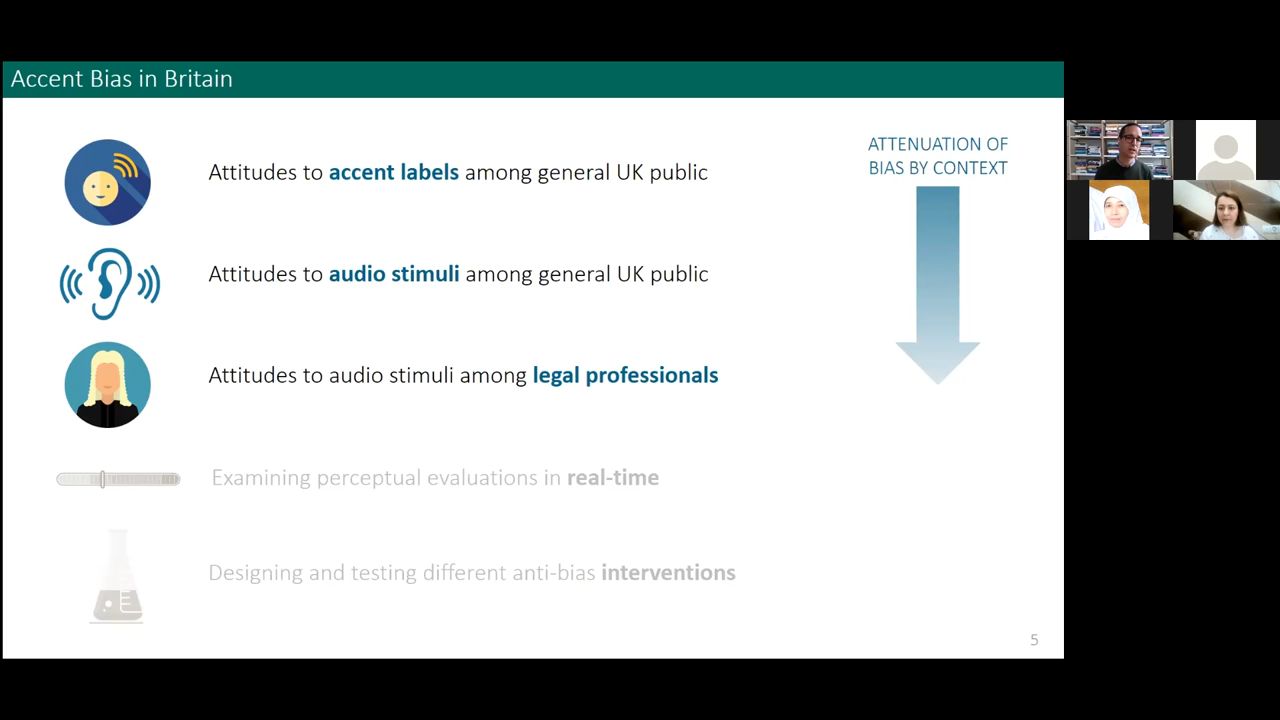 Accent Bias in Britain
Attitudes to accent labels among general UK public
Attitudes to audio stimuli among general UK public
Attitudes to audio stimuli among legal professionals
Examining perceptual evaluations in real-time
Designing and testing different anti-bias interventions
ATTENUATION OF
BIAS BY CONTEXT
5